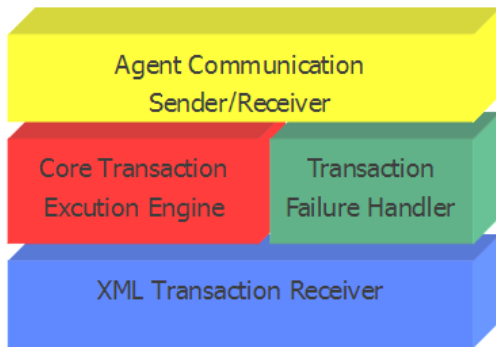 Agent Communication
Sender/Receiver
Core Transaction
Excution Engine
Transaction
Failure Handler
XML Transaction Receiver